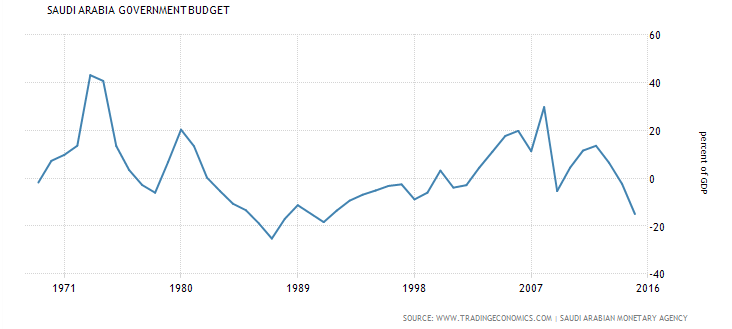 SAUDI ARABIA GOVERNMENT BUDGET
60
40
20
0
-20
-40
percent of GDP
1971 1980 1989 1998 2007 2016
SOURCE: WWW.TRADINGECONOMICS.COM | SAUDI ARABIAN MONETARY AGENCY